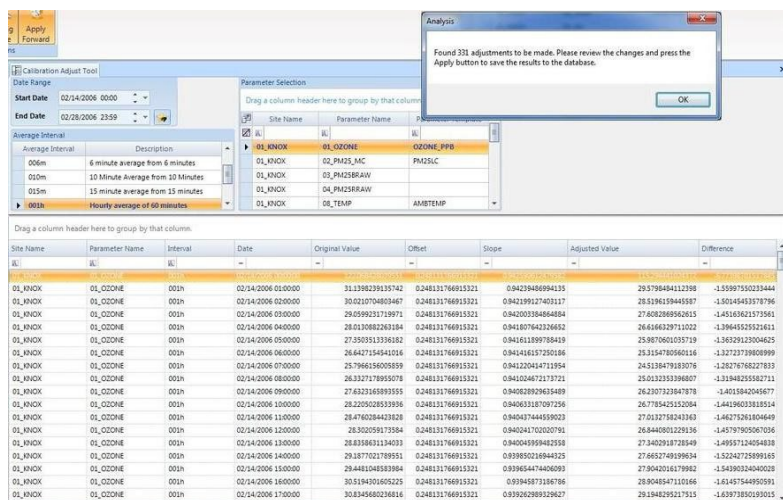 Apply
Forward
Analysis
Found 331 adjustments to be made. Please review the changes and press the
Apply button to save the results to the database.
OK
Calibration Adjust Tool
Date Range
Start Date 02/14/2006 00:00
End Date 02/28/2006 23:59
Average Interval
Average Interval Description
006m 6 minute average from 6 minutes
010m 10 Minute Average from 10 Minutes
015m 15 minute average from 15 minutes
001h Hourly average of 60 minutes
Parameter Selection
Drag a column header here to group by that column
Site Name Parameter Name Parameter Template
01_KNOX 01_OZONE OZONE_PPB
01_KNOX 02_PM25_MC PM25LC
01_KNOX 03_PM25BRAW
01_KNOX 04_PM25RRAW
01_KNOX 08_TEMP AMBTEMP
Drag a column header here to group by that column.
Site Name Parameter Name Interval Date Original Value Offset Slope Adjusted Value Difference
01_KNOX 01_OZONE 001h 02/14/2006 01:00:00 31.1398239135742 0.248131766915321 0.94239486994135 29.5798484112398 -1.55997550233444
01_KNOX 01_OZONE 001h 02/14/2006 02:00:00 30.0210704803467 0.248131766915321 0.942199127403117 28.5196159445587 -1.50145453578796
01_KNOX 01_OZONE 001h 02/14/2006 03:00:00 29.0599231719971 0.248131766915321 0.942003384864884 27.6082869562615 -1.45163621573561
01_KNOX 01_OZONE 001h 02/14/2006 04:00:00 28.0130882263184 0.248131766915321 0.941807642326652 26.6166329711022 -1.39645525521611
01_KNOX 01_OZONE 001h 02/14/2006 05:00:00 27.3503513336182 0.248131766915321 0.941611899788419 25.9870601035719 -1.36329123004625
01_KNOX 01_OZONE 001h 02/14/2006 06:00:00 26.6427154541016 0.248131766915321 0.941416157250186 25.3154780560116 -1.32723739808999
01_KNOX 01_OZONE 001h 02/14/2006 07:00:00 25.7966156005859 0.248131766915321 0.941220414711954 24.5138479183076 -1.28276768227833
01_KNOX 01_OZONE 001h 02/14/2006 08:00:00 26.3327178955078 0.248131766915321 0.941024672173721 25.0132353396807 -1.31948255582711
01_KNOX 01_OZONE 001h 02/14/2006 09:00:00 27.6323165893555 0.248131766915321 0.940828929635489 26.2307323847878 -1.4015842045677
01_KNOX 01_OZONE 001h 02/14/2006 10:00:00 28.2205028533936 0.248131766915321 0.940633187097256 26.7785425152084 -1.44196033818514
01_KNOX 01_OZONE 001h 02/14/2006 11:00:00 28.4760284423828 0.248131766915321 0.940437444559023 27.0132758243363 -1.46275261804649
01_KNOX 01_OZONE 001h 02/14/2006 12:00:00 28.302059173584 0.248131766915321 0.940241702020791 26.8440801229136 -1.45797905067036
01_KNOX 01_OZONE 001h 02/14/2006 13:00:00 28.8358631134033 0.248131766915321 0.940045959482558 27.3402918728549 -1.49557124054838
01_KNOX 01_OZONE 001h 02/14/2006 14:00:00 29.1877021789551 0.248131766915321 0.939850216944325 27.6652749199634 -1.52242725899165
01_KNOX 01_OZONE 001h 02/14/2006 15:00:00 29.4481048583984 0.248131766915321 0.939654474406093 27.9042016179982 -1.54390324040028
01_KNOX 01_OZONE 001h 02/14/2006 16:00:00 30.5194301605225 0.248131766915321 0.93945873186786 28.9048547110166 -1.61457544950593
01_KNOX 01_OZONE 001h 02/14/2006 17:00:00 30.8345680236816 0.248131766915321 0.939262989329627 29.1948295217515 -1.63973850193015